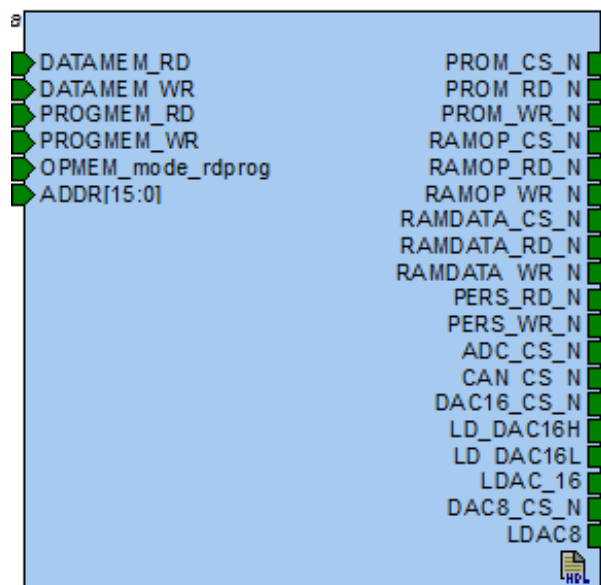 a
DATAMEM_RD PROM_CS_N
DATAMEM_WR PROM_RD_N
PROGMEM_RD PROM_WR_N
PROGMEM_WR RAMOP_CS_N
OPMEM_mode_rdprog RAMOP_RD_N
ADDR[15:0] RAMOP_WR_N
RAMDATA_CS_N
RAMDATA_RD_N
RAMDATA_WR_N
PERS_RD_N
PERS_WR_N
ADC_CS_N
CAN_CS_N
DAC16_CS_N
LD_DAC16H
LD_DAC16L
LDAC_16
DAC8_CS_N
LDAC8
HDL